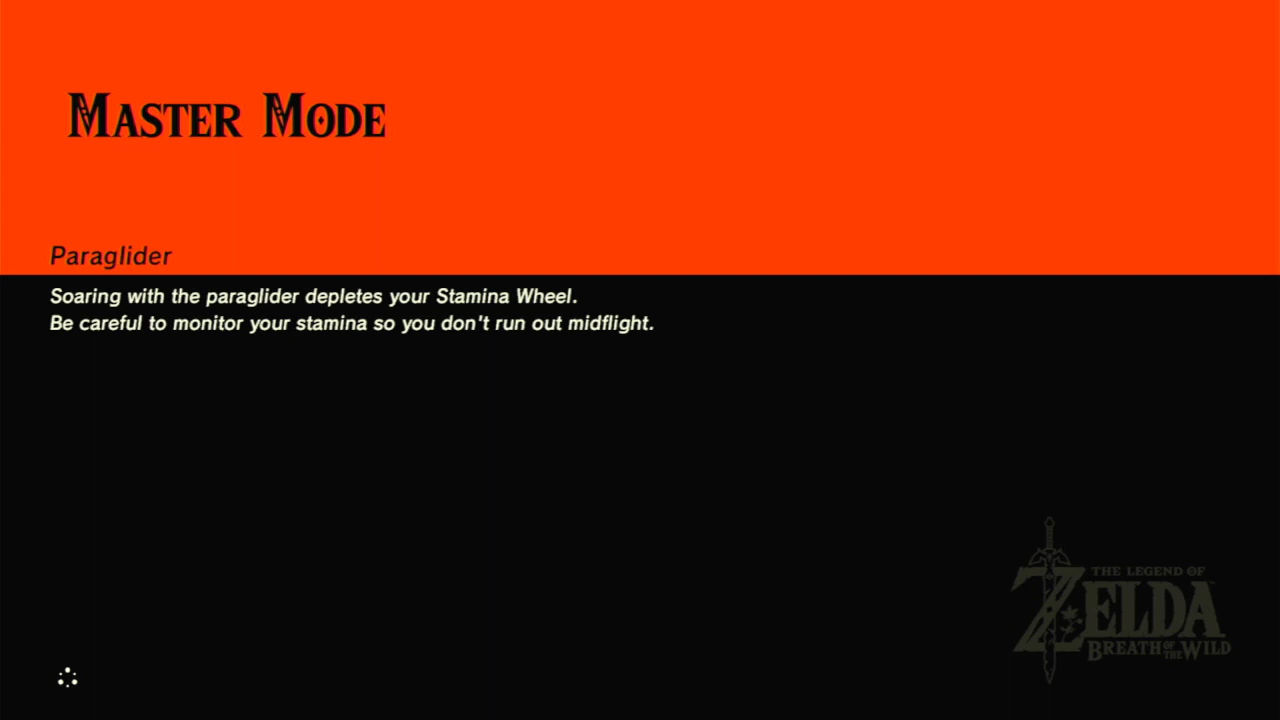 Master Mode
Paraglider
Soaring with the paraglider depletes your Stamina Wheel.
Be careful to monitor your stamina so you don't run out midflight.
THE LEGEND OF
ZELDA
BREATH OF THE WILD